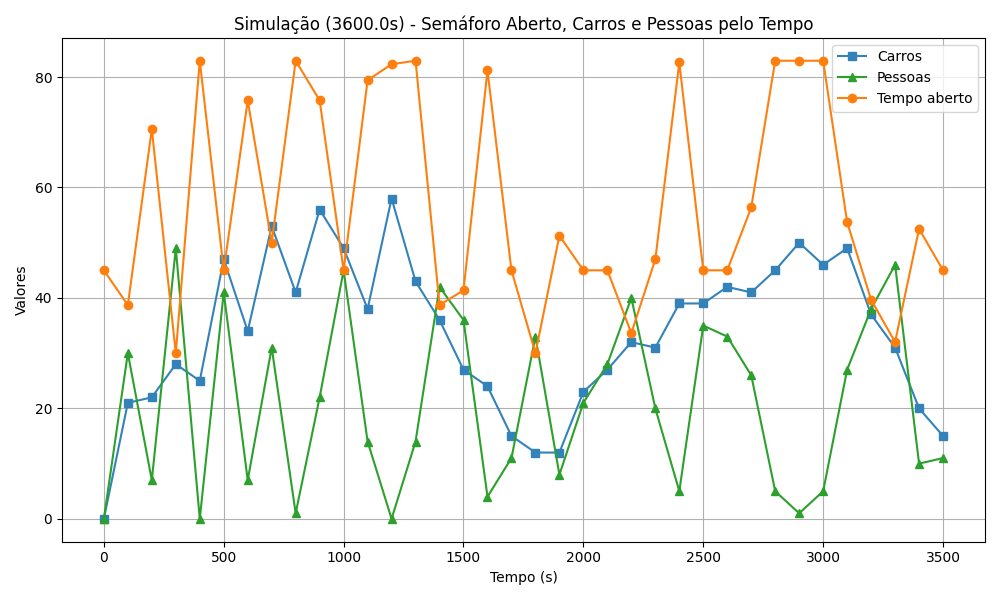 Simulação (3600.0s) - Semáforo Aberto, Carros e Pessoas pelo Tempo
Carros
Pessoas
Tempo aberto
Valores
80
60
40
20
0
0 500 1000 1500 2000 2500 3000 3500
Tempo (s)